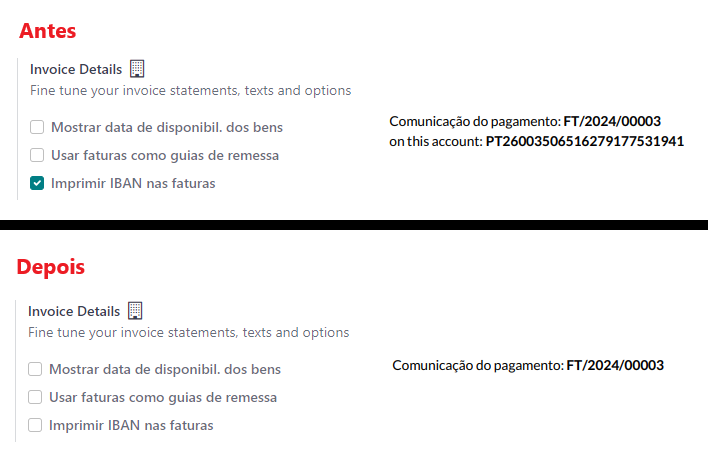 Antes
Invoice Details
Fine tune your invoice statements, texts and options
Mostrar data de disponibil. dos bens
Usar faturas como guias de remessa
Imprimir IBAN nas faturas
Comunicação do pagamento: FT/2024/00003
on this account: PT26003506516279177531941
Depois
Invoice Details
Fine tune your invoice statements, texts and options
Mostrar data de disponibil. dos bens
Usar faturas como guias de remessa
Imprimir IBAN nas faturas
Comunicação do pagamento: FT/2024/00003